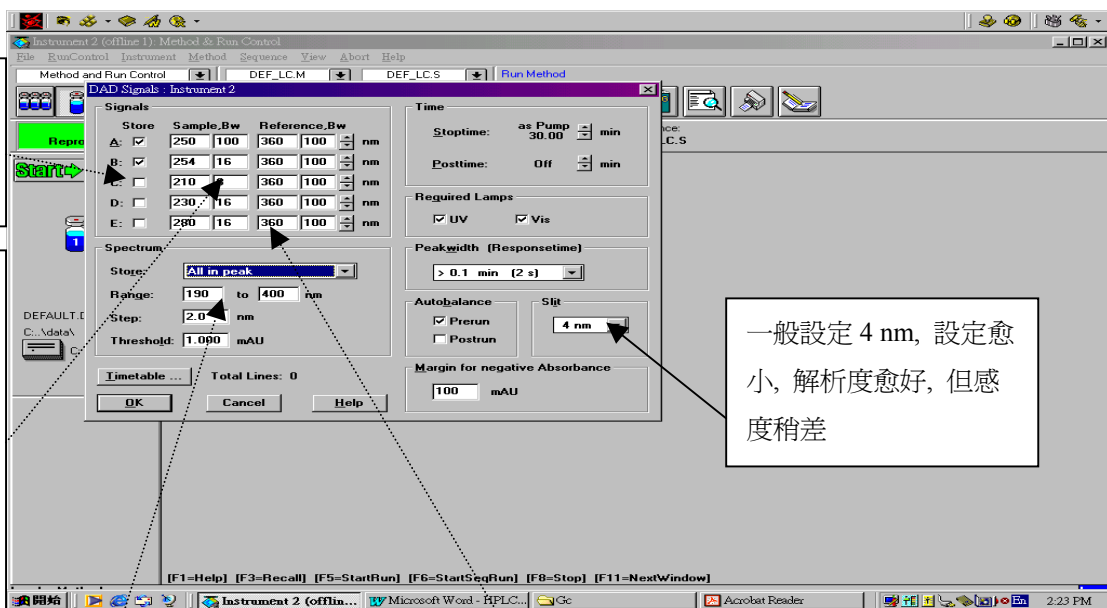 Instrument 2 (offline 1): Method & Run Control
File RunControl Instrument Method Sequence View Abort Help
Method and Run Control DEF_LC.M DEF_LC.S Run Method
DAD Signals : Instrument 2
Signals
Store Sample,Bw Reference,Bw
A: 250 100 360 100 nm
B: 254 16 360 100 nm
C: 210 360 100 nm
D: 230 16 360 100 nm
E: 280 16 360 100 nm
Time
Stoptime: as Pump 30.00 min
Posttime: Off min
Required Lamps
UV Vis
Spectrum
Store: All in peak
Range: 190 to 400 nm
Step: 2.0 nm
Threshold: 1.000 mAU
Peakwidth (Responsetime)
> 0.1 min (2 s)
Autobalance
Prerun
Postrun
Slit
4 nm
Margin for negative Absorbance
100 mAU
Timetable ... Total Lines: 0
OK Cancel Help
Repro
LC.S
Start
1
DEFAULT.D
C:..\data\
一般設定 4 nm, 設定愈
小, 解析度愈好, 但感
度稍差
[F1=Help] [F3=Recall] [F5=StartRun] [F6=StartSeqRun] [F8=Stop] [F11=NextWindow]
開始 Instrument 2 (offlin... Microsoft Word - HPLC... Gc Acrobat Reader En 2:23 PM